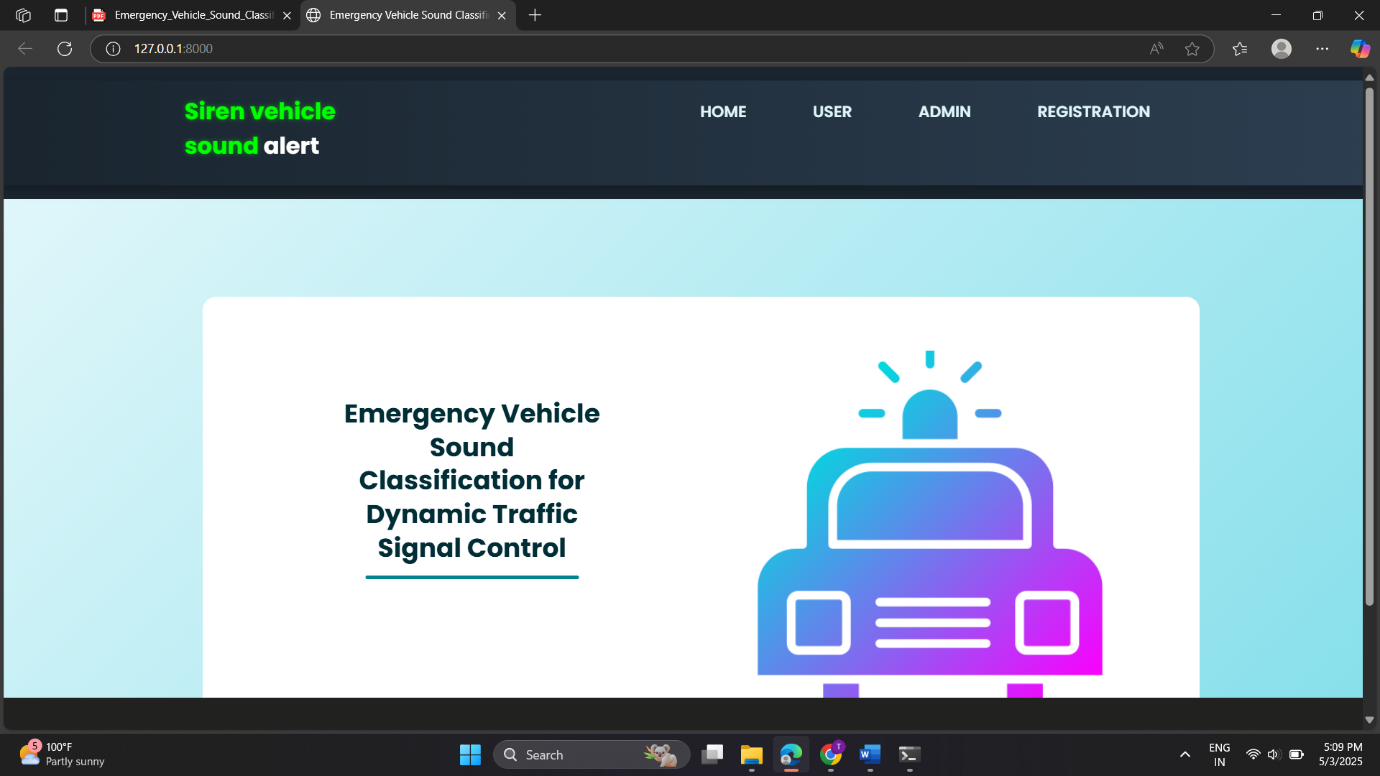 PDF
Emergency_Vehicle_Sound_Classif
Emergency Vehicle Sound Classifi
127.0.0.1:8000
Siren vehicle
sound alert
HOME
USER
ADMIN
REGISTRATION
Emergency Vehicle
Sound
Classification for
Dynamic Traffic
Signal Control
5
100°F
Partly sunny
Search
T
W
ENG
IN
5:09 PM
5/3/2025